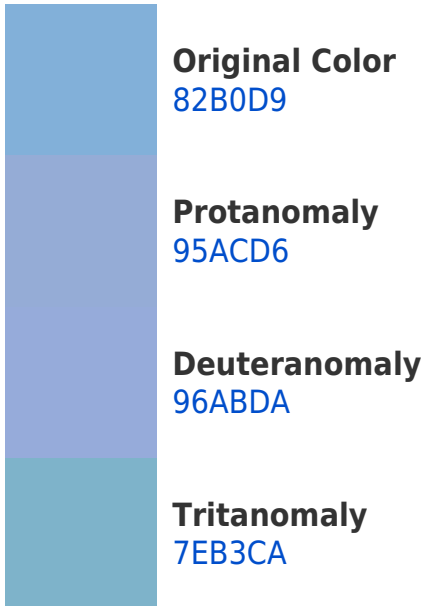 Original Color
82B0D9
Protanomaly
95ACD6
Deuteranomaly
96ABDA
Tritanomaly
7EB3CA